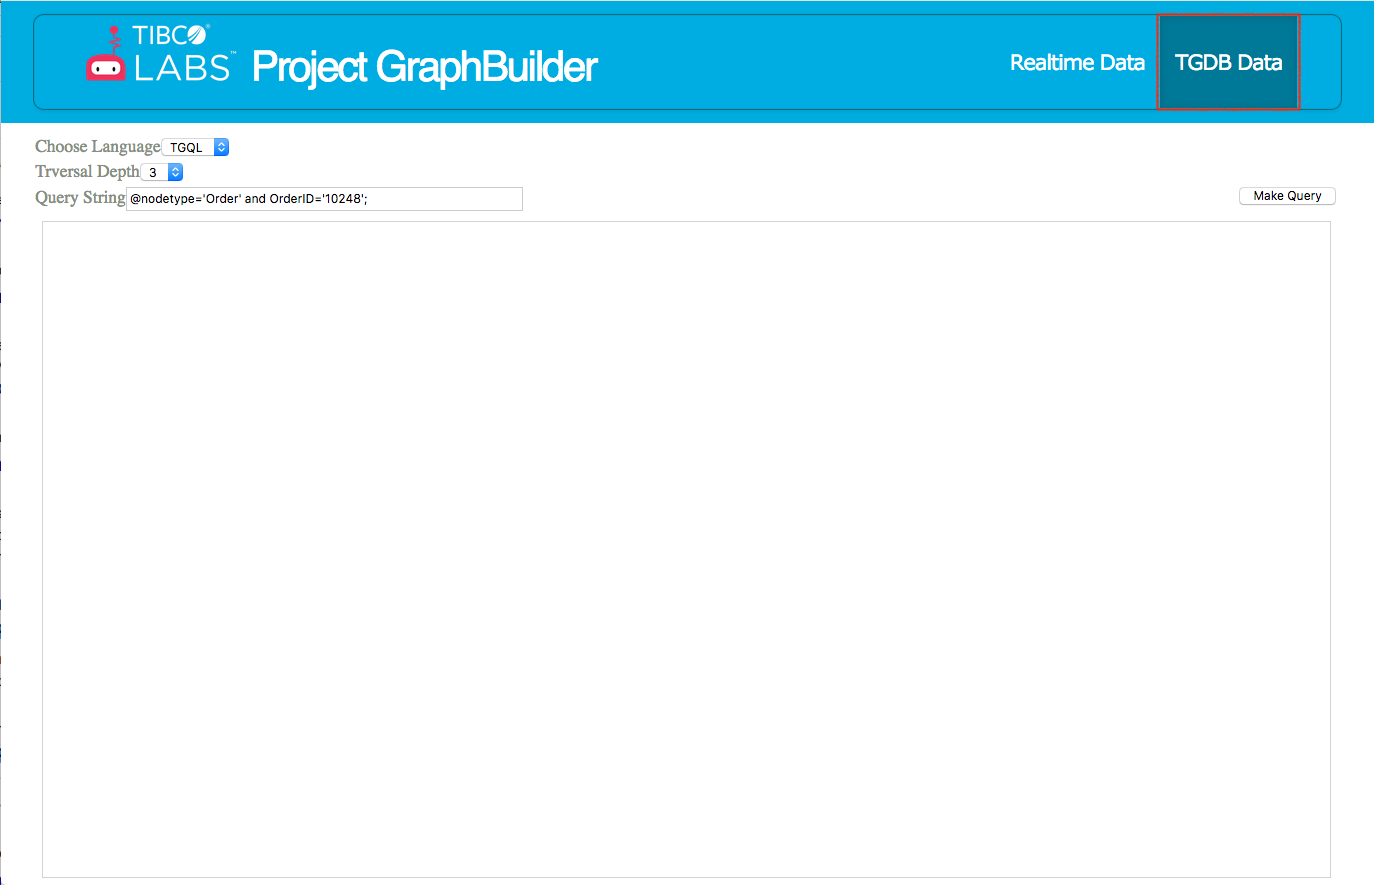 TIBCO®
LABS™
Project GraphBuilder
Realtime Data
TGDB Data
Choose Language TGQL
Trversal Depth 3
Query String @nodetype='Order' and OrderID='10248';
Make Query